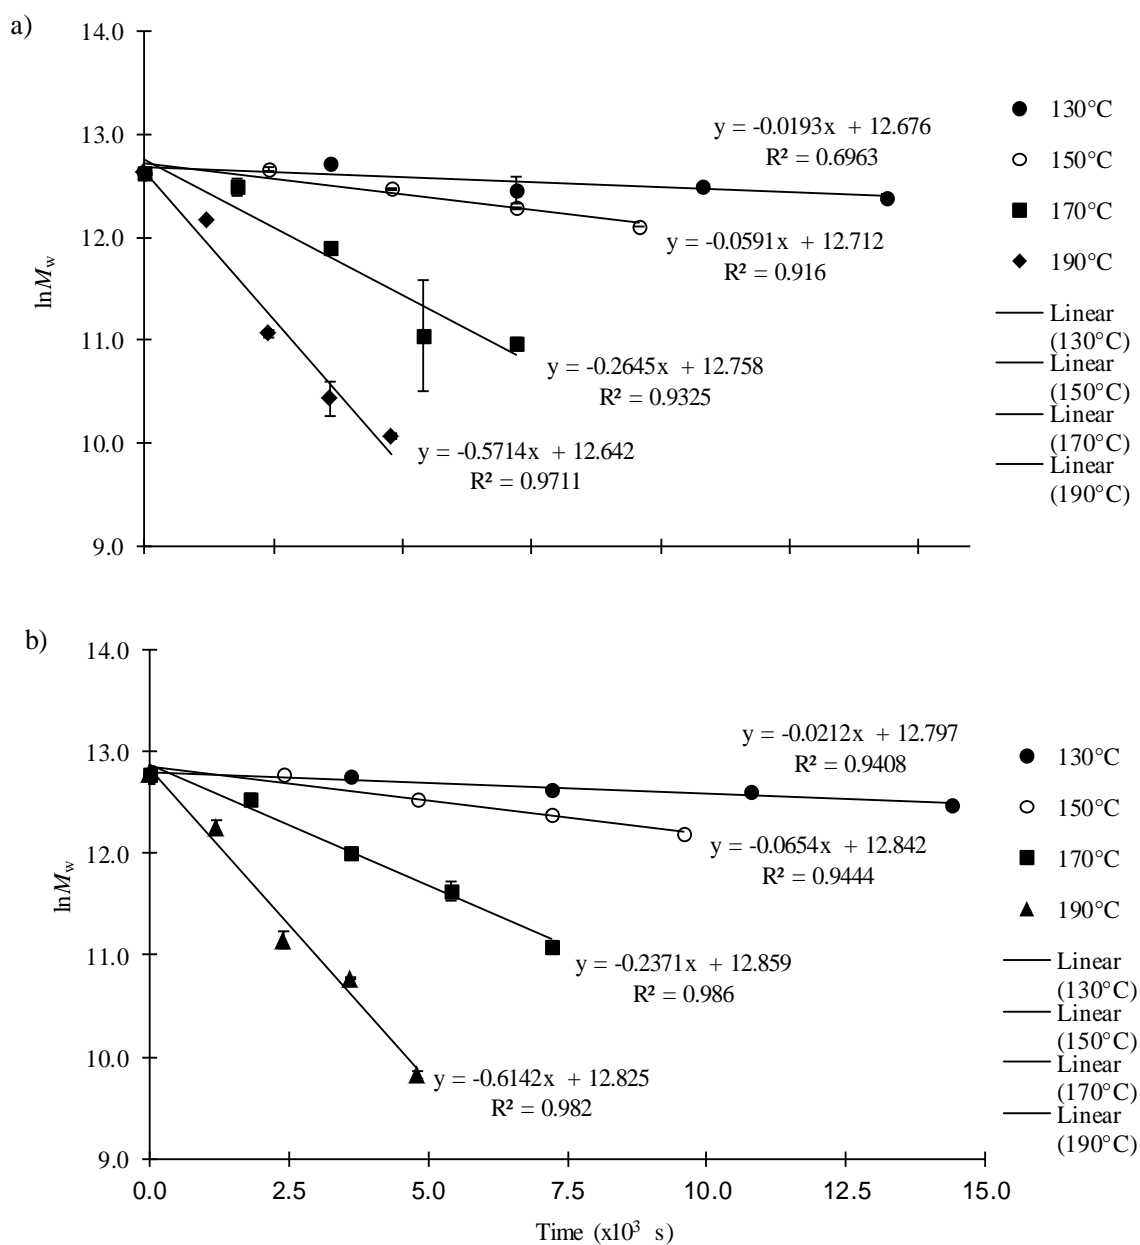 a)
14.0
13.0
12.0
11.0
10.0
9.0
lnMw
y = -0.0193x + 12.676
R² = 0.6963
y = -0.0591x + 12.712
R² = 0.916
y = -0.2645x + 12.758
R² = 0.9325
y = -0.5714x + 12.642
R² = 0.9711
130°C
150°C
170°C
190°C
Linear
(130°C)
Linear
(150°C)
Linear
(170°C)
Linear
(190°C)
b)
14.0
13.0
12.0
11.0
10.0
9.0
lnMw
y = -0.0212x + 12.797
R² = 0.9408
y = -0.0654x + 12.842
R² = 0.9444
y = -0.2371x + 12.859
R² = 0.986
y = -0.6142x + 12.825
R² = 0.982
130°C
150°C
170°C
190°C
Linear
(130°C)
Linear
(150°C)
Linear
(170°C)
Linear
(190°C)
0.0 2.5 5.0 7.5 10.0 12.5 15.0
Time (x10³ s)